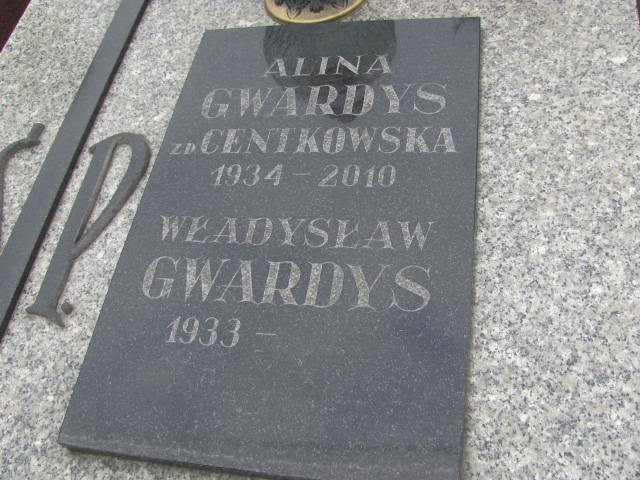 Ś.P.
ALINA
GWARDYS
ZD CENTKOWSKA
1934 – 2010
WŁADYSŁAW
GWARDYS
1933 –